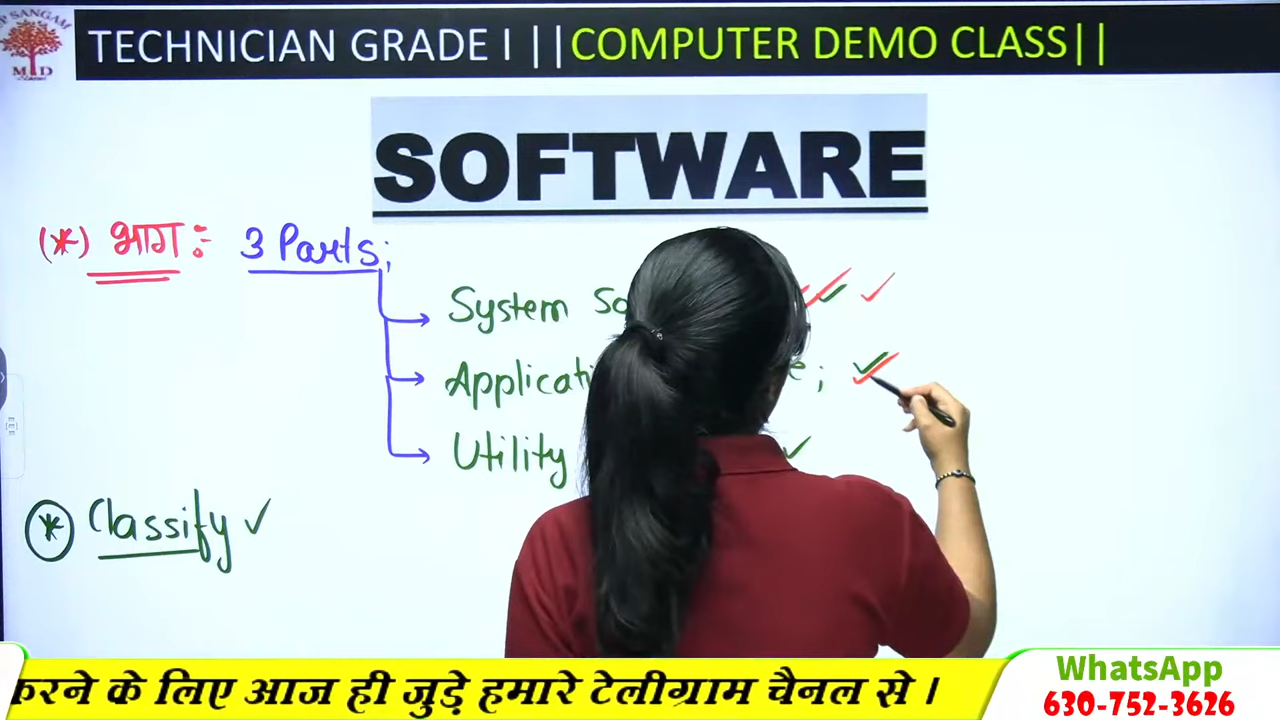 P SANGAM
M D
TECHNICIAN GRADE I ||COMPUTER DEMO CLASS||
SOFTWARE
(*) भाग :- 3 Parts;
System So
Applicati e;
Utility
* Classify ✓
करने के लिए आज ही जुड़े हमारे टेलीग्राम चैनल से ।
WhatsApp
630-752-3626